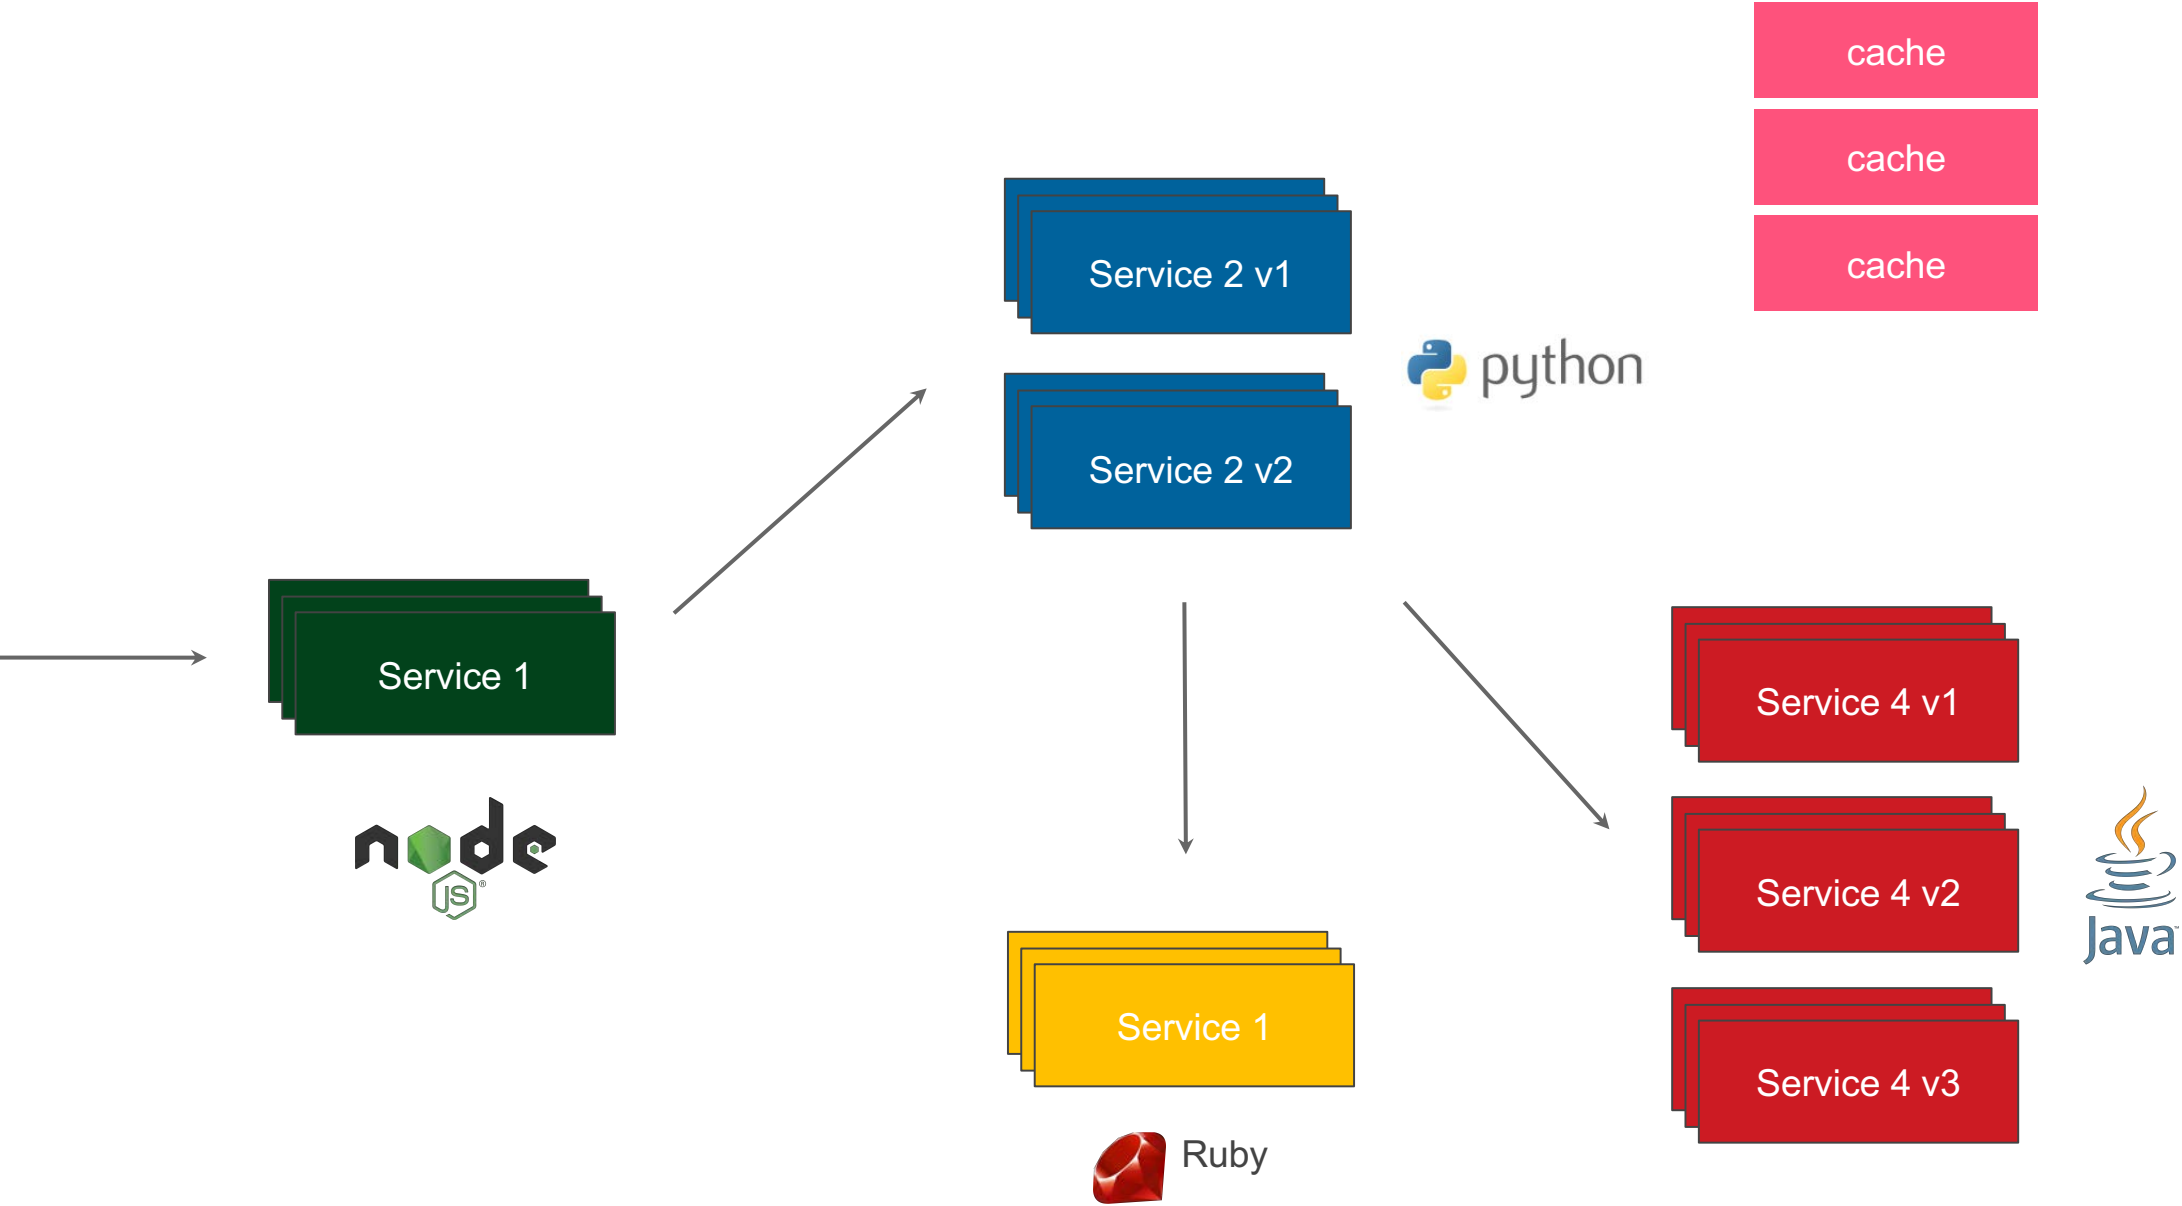 cache
cache
cache
Service 2 v1
python
Service 2 v2
Service 1
node
JS®
Service 4 v1
Service 4 v2
Java™
Service 1
Service 4 v3
Ruby